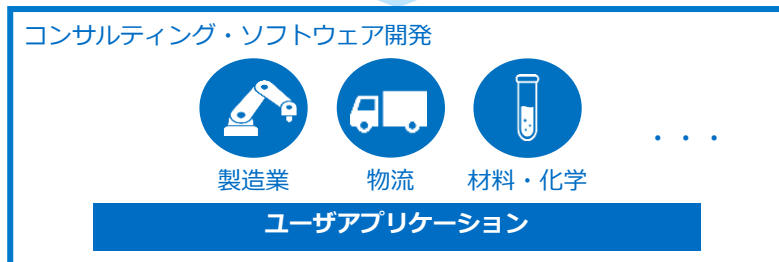 コンサルティング・ソフトウェア開発
・・・
製造業 物流 材料・化学
ユーザアプリケーション